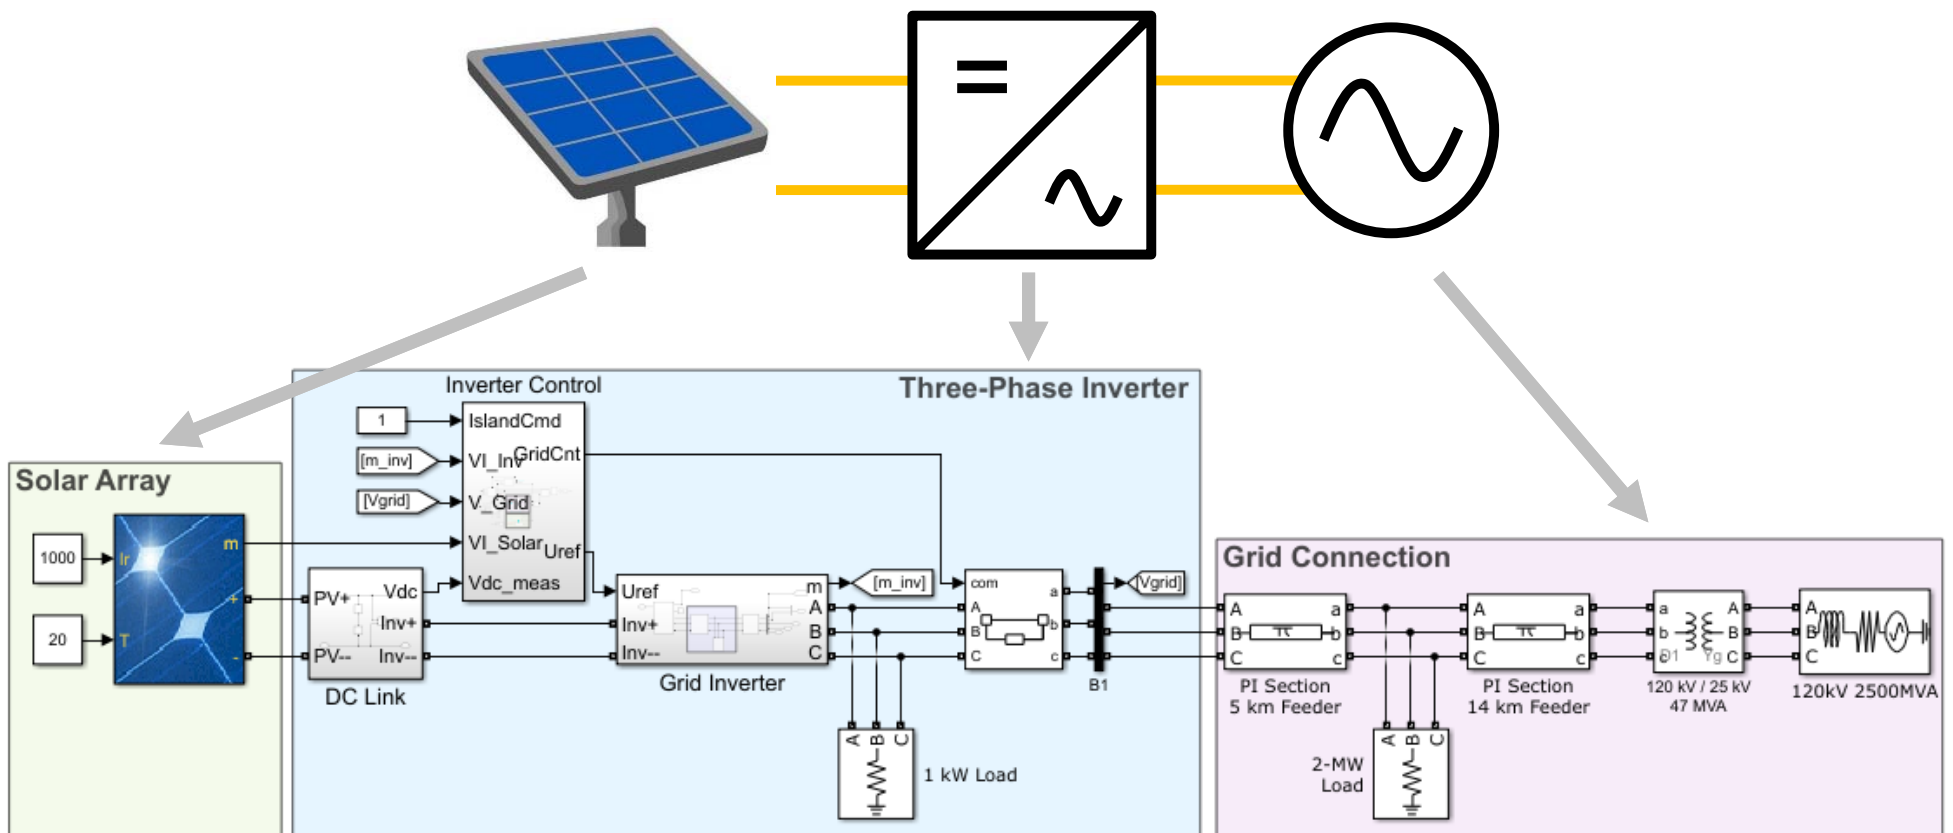 Three-Phase Inverter
Inverter Control
1
IslandCmd
[m_inv]
VI_Inv
GridCnt
[Vgrid]
V_Grid
VI_Solar
Uref
Vdc_meas
Solar Array
1000
Ir
m
20
T
+
-
PV+
Vdc
Inv+
PV--
Inv--
DC Link
Uref
m
Inv+
A
B
Inv--
C
Grid Inverter
[m_inv]
com
A
a
B
b
C
c
[Vgrid]
B1
A
B
C
1 kW Load
Grid Connection
A
a
B
b
C
c
PI Section
5 km Feeder
A
B
C
2-MW
Load
A
a
B
b
C
c
PI Section
14 km Feeder
a
A
b
B
c
C
D1
Yg
120 kV / 25 kV
47 MVA
A
B
C
120kV 2500MVA